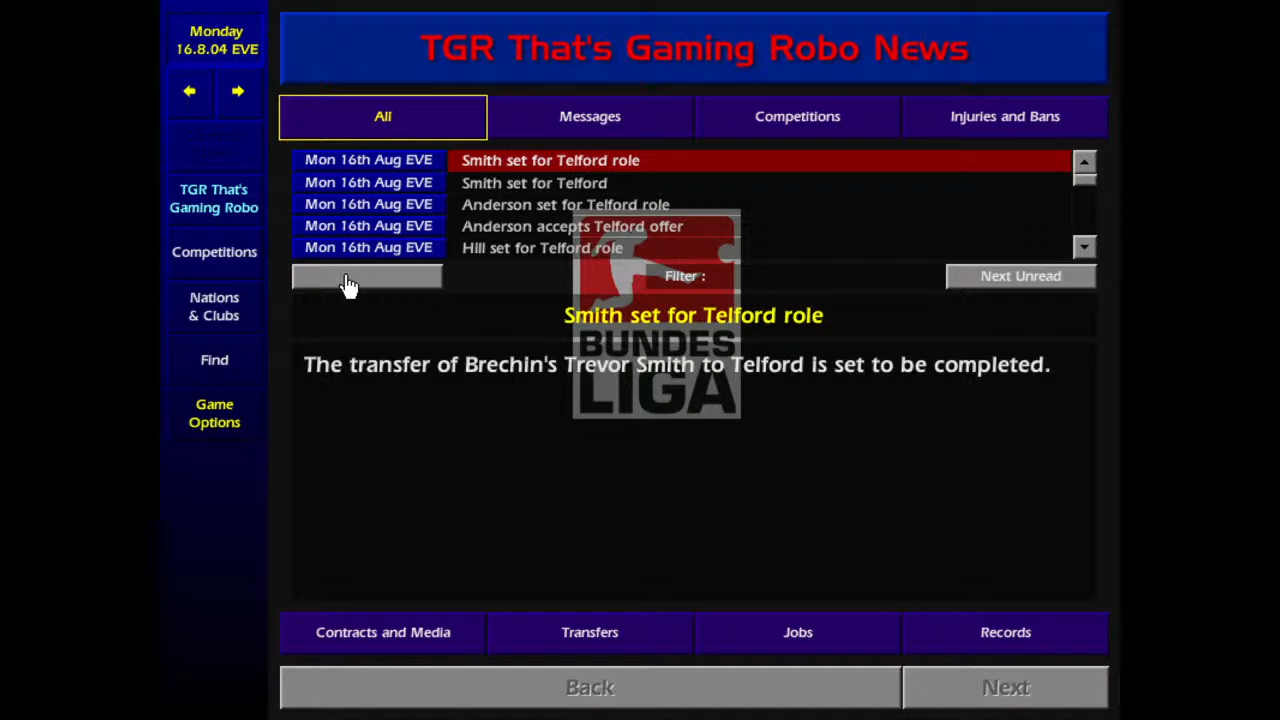 Monday
16.8.04 EVE
TGR That's Gaming Robo News
All
Messages
Competitions
Injuries and Bans
Mon 16th Aug EVE Smith set for Telford role
Mon 16th Aug EVE Smith set for Telford
Mon 16th Aug EVE Anderson set for Telford role
Mon 16th Aug EVE Anderson accepts Telford offer
Mon 16th Aug EVE Hill set for Telford role
Filter :
Next Unread
TGR That's
Gaming Robo
Competitions
Nations
& Clubs
Find
Game
Options
Smith set for Telford role
The transfer of Brechin's Trevor Smith to Telford is set to be completed.
BUNDES
LIGA
Contracts and Media
Transfers
Jobs
Records
Back
Next